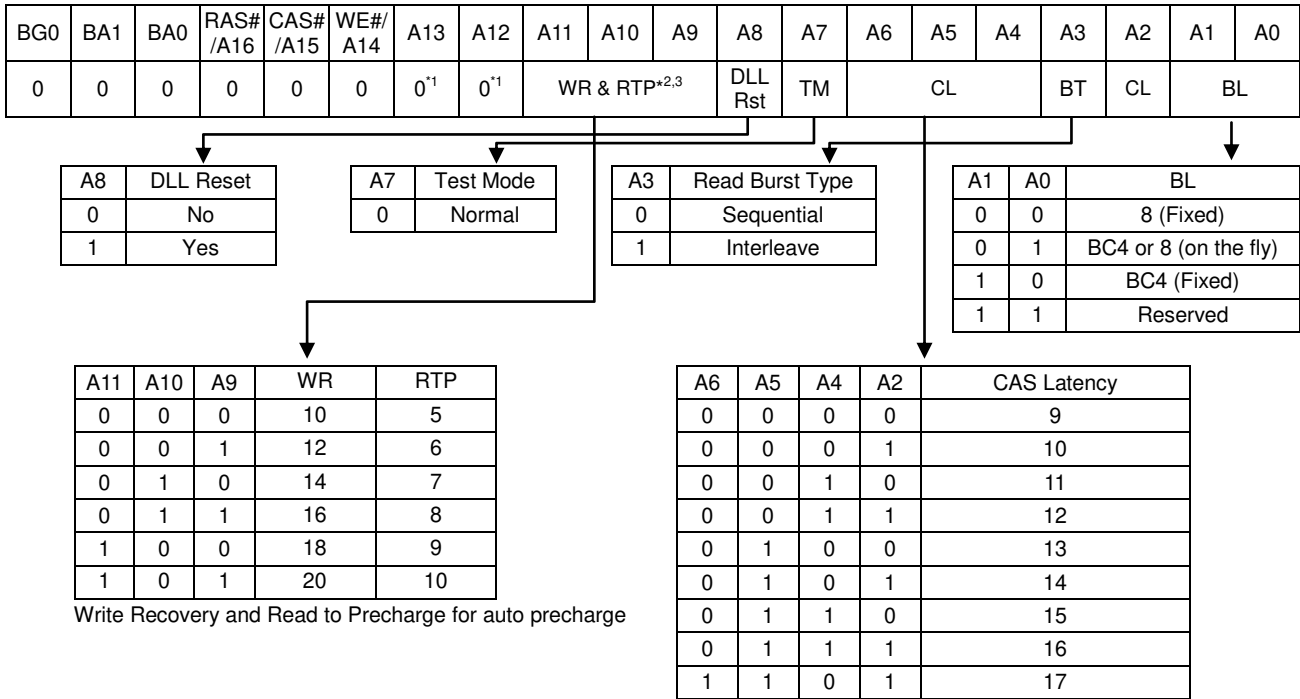 BG0 BA1 BA0 RAS# /A16 CAS# /A15 WE#/ A14 A13 A12 A11 A10 A9 A8 A7 A6 A5 A4 A3 A2 A1 A0
0 0 0 0 0 0 0*1 0*1 WR & RTP*2,3 DLL Rst TM CL BT CL BL
A8 DLL Reset
0 No
1 Yes
A7 Test Mode
0 Normal
A3 Read Burst Type
0 Sequential
1 Interleave
A1 A0 BL
0 0 8 (Fixed)
0 1 BC4 or 8 (on the fly)
1 0 BC4 (Fixed)
1 1 Reserved
A11 A10 A9 WR RTP
0 0 0 10 5
0 0 1 12 6
0 1 0 14 7
0 1 1 16 8
1 0 0 18 9
1 0 1 20 10
Write Recovery and Read to Precharge for auto precharge
A6 A5 A4 A2 CAS Latency
0 0 0 0 9
0 0 0 1 10
0 0 1 0 11
0 0 1 1 12
0 1 0 0 13
0 1 0 1 14
0 1 1 0 15
0 1 1 1 16
1 1 0 1 17